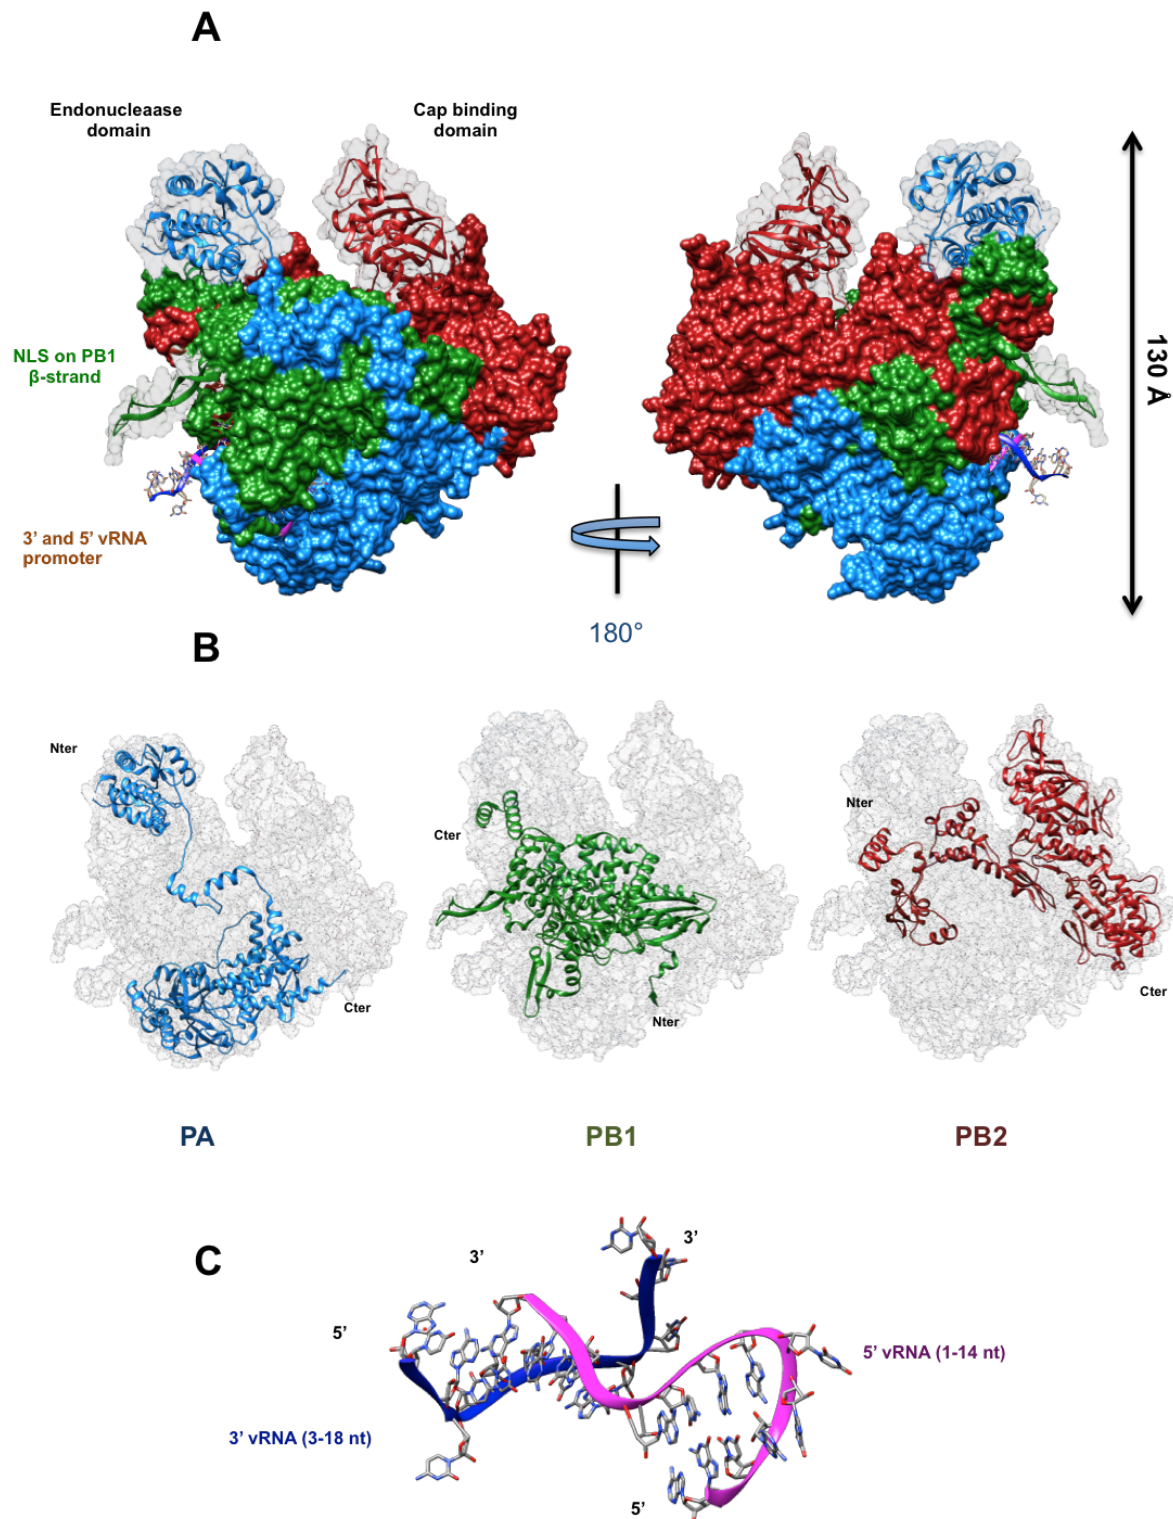 A
Endonucleaase
domain
Cap binding
domain
NLS on PB1
β-strand
3’ and 5’ vRNA
promoter
130 Å
180°
B
Nter
Cter
Cter
Nter
Nter
Cter
PA
PB1
PB2
C
3’
3’
5’
5’ vRNA (1-14 nt)
3’ vRNA (3-18 nt)
5’